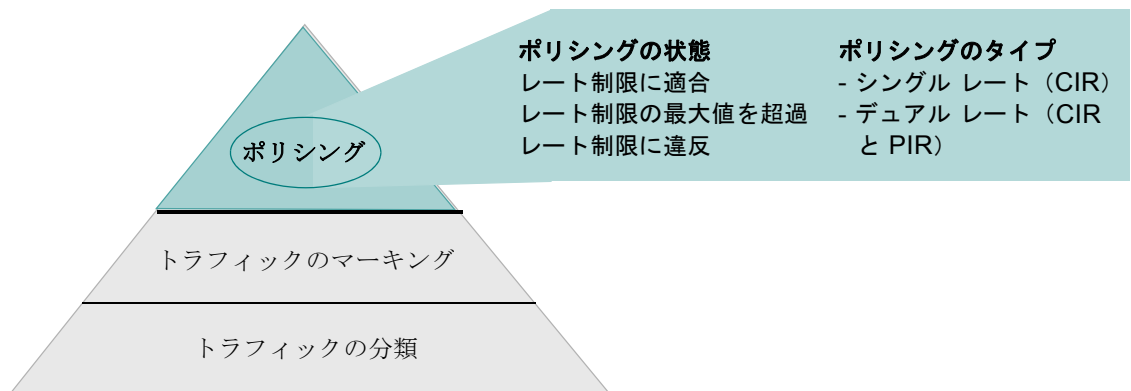 ポリシングの状態
レート制限に適合
レート制限の最大値を超過
レート制限に違反
ポリシングのタイプ
- シングル レート（CIR）
- デュアル レート（CIR
と PIR）
ポリシング
トラフィックのマーキング
トラフィックの分類